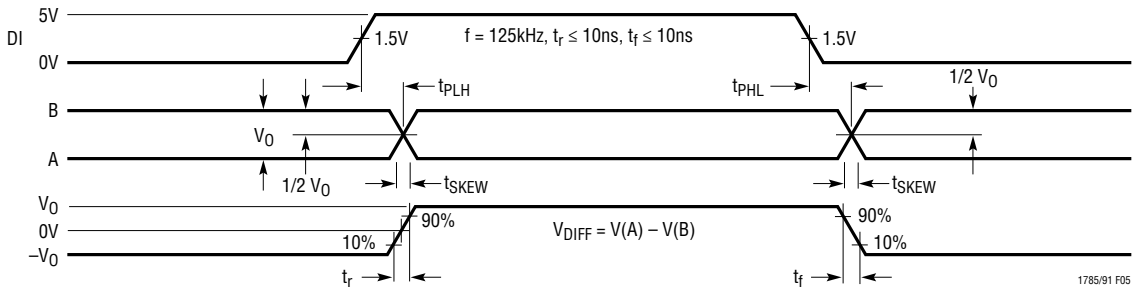 5V
DI
0V
1.5V
f = 125kHz, tr ≤ 10ns, tf ≤ 10ns
1.5V
tPLH
tPHL
1/2 VO
B
VO
A
1/2 VO
tSKEW
tSKEW
VO
0V
–VO
90%
10%
VDIFF = V(A) – V(B)
90%
10%
tr
tf
1785/91 F05